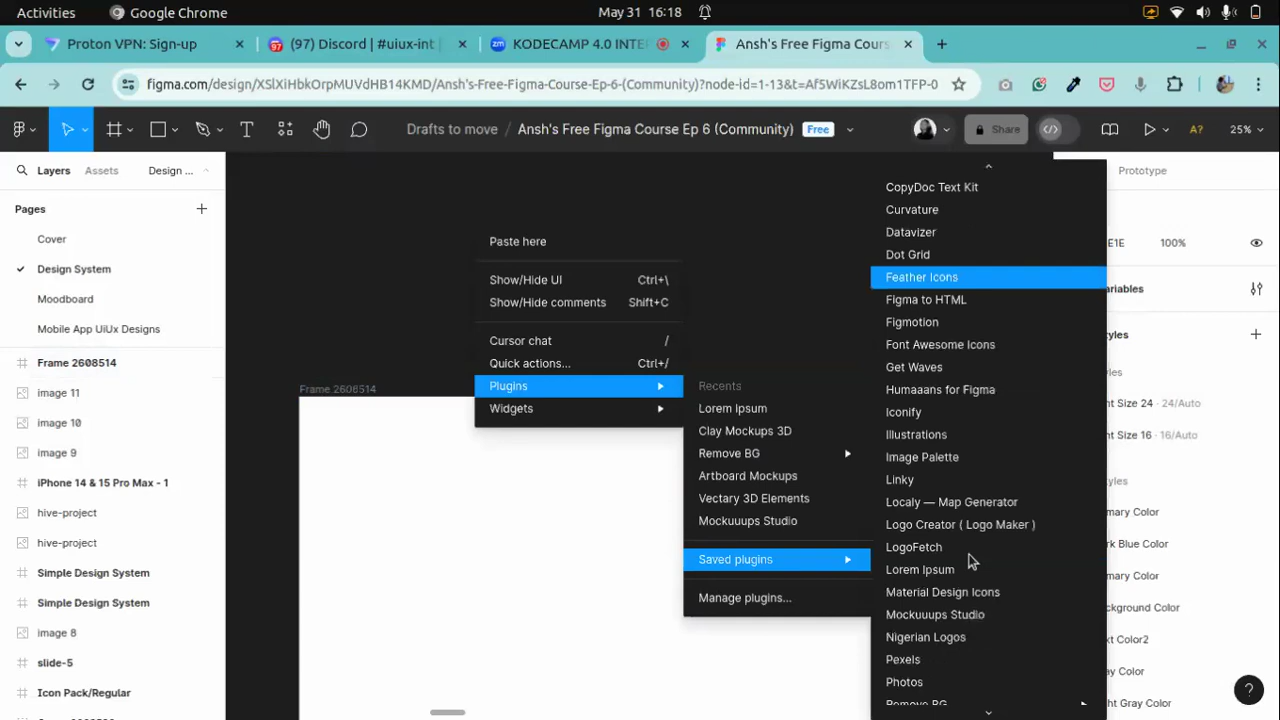 Activities
Google Chrome
May 31 16:18
Proton VPN: Sign-up
(97) Discord | #uiux-int
KODECAMP 4.0 INTE
Ansh's Free Figma Cours
figma.com/design/XSlXiHbkOrpMUVdHB14KMD/Ansh's-Free-Figma-Course-Ep-6-(Community)?node-id=1-13&t=Af5WiKZsL8om1TFP-0
Drafts to move / Ansh's Free Figma Course Ep 6 (Community) Free
Share
A?
25%
Layers
Assets
Design ...
Pages
Cover
Design System
Moodboard
Mobile App UiUx Designs
Frame 2608514
image 11
image 10
image 9
iPhone 14 & 15 Pro Max - 1
hive-project
hive-project
Simple Design System
Simple Design System
image 8
slide-5
Icon Pack/Regular
Frame 2608514
Paste here
Show/Hide UI Ctrl+\
Show/Hide comments Shift+C
Cursor chat /
Quick actions... Ctrl+/
Plugins
Widgets
Recents
Lorem Ipsum
Clay Mockups 3D
Remove BG
Artboard Mockups
Vectary 3D Elements
Mockuuups Studio
Saved plugins
Manage plugins...
CopyDoc Text Kit
Curvature
Datavizer
Dot Grid
Feather Icons
Figma to HTML
Figmotion
Font Awesome Icons
Get Waves
Humaaans for Figma
Iconify
Illustrations
Image Palette
Linky
Localy — Map Generator
Logo Creator ( Logo Maker )
LogoFetch
Lorem Ipsum
Material Design Icons
Mockuuups Studio
Nigerian Logos
Pexels
Photos
Remove BG
Prototype
E1E 100%
ariables
yles
yles
nt Size 24 · 24/Auto
nt Size 16 · 16/Auto
yles
mary Color
rk Blue Color
mary Color
ckground Color
xt Color2
ay Color
ht Gray Color
?